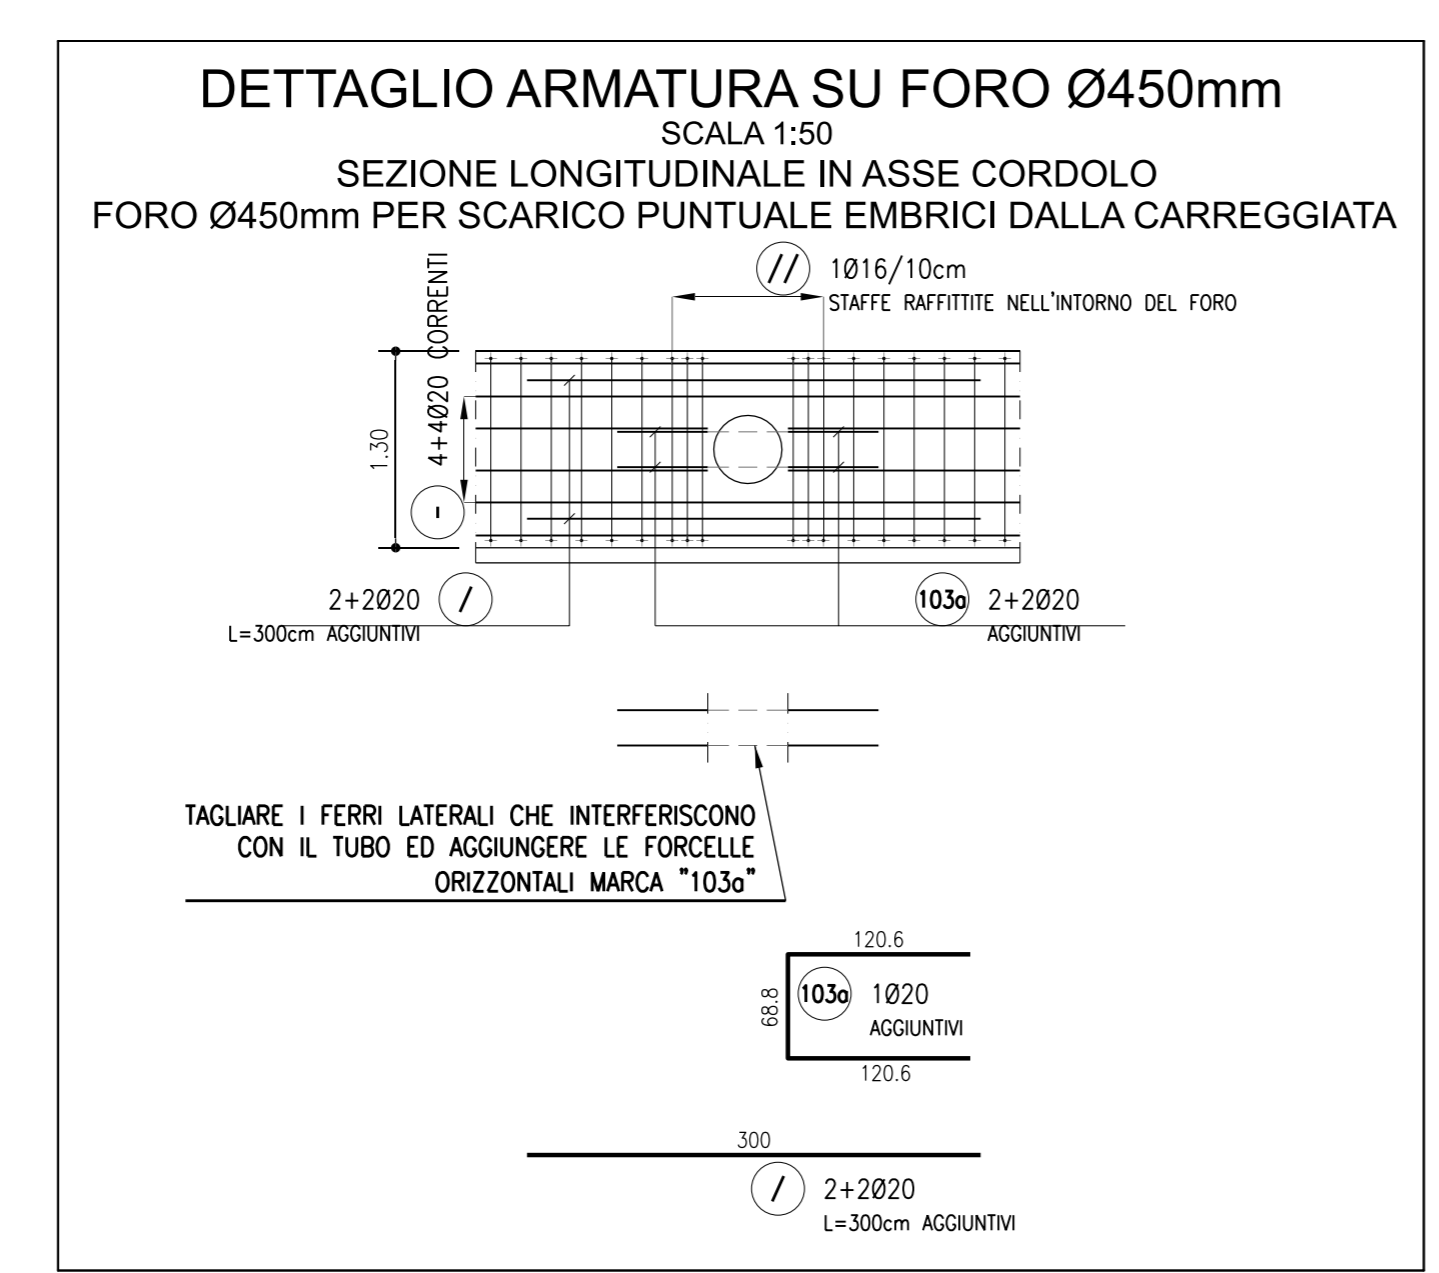 DETTAGLIO ARMATURA SU FORO Ø450mm
SCALA 1:50
SEZIONE LONGITUDINALE IN ASSE CORDOLO
FORO Ø450mm PER SCARICO PUNTUALE EMBRICI DALLA CARREGGIATA
// 1Ø16/10cm
STAFFE RAFFITTITE NELL'INTORNO DEL FORO
1.30
4+4Ø20 CORRENTI
2+2Ø20 /
L=300cm AGGIUNTIVI
103a 2+2Ø20
AGGIUNTIVI
TAGLIARE I FERRI LATERALI CHE INTERFERISCONO
CON IL TUBO ED AGGIUNGERE LE FORCELLE
ORIZZONTALI MARCA "103a"
120.6
68.8
103a 1Ø20
AGGIUNTIVI
120.6
300
/ 2+2Ø20
L=300cm AGGIUNTIVI